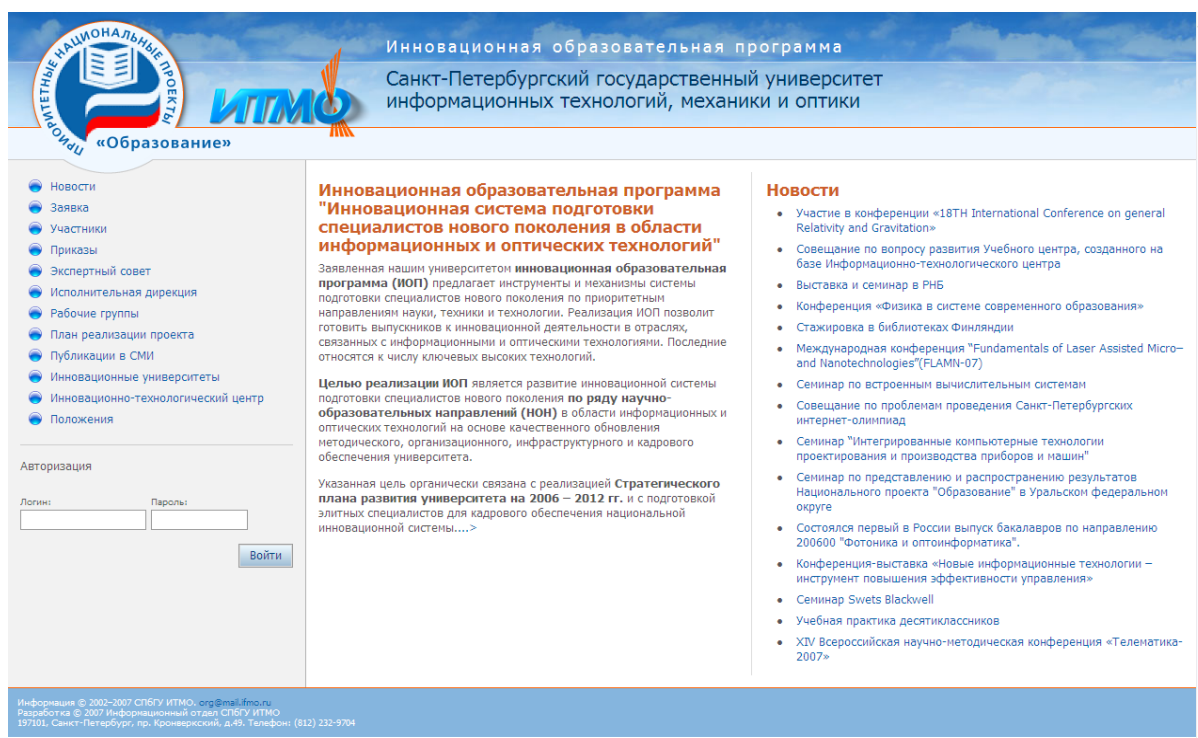 ПРИОРИТЕТНЫЕ НАЦИОНАЛЬНЫЕ ПРОЕКТЫ
«Образование»
ИТМО
Инновационная образовательная программа
Санкт-Петербургский государственный университет
информационных технологий, механики и оптики
Новости
Заявка
Участники
Приказы
Экспертный совет
Исполнительная дирекция
Рабочие группы
План реализации проекта
Публикации в СМИ
Инновационные университеты
Инновационно-технологический центр
Положения
Авторизация
Логин:
Пароль:
Войти
Инновационная образовательная программа
"Инновационная система подготовки
специалистов нового поколения в области
информационных и оптических технологий"
Заявленная нашим университетом инновационная образовательная
программа (ИОП) предлагает инструменты и механизмы системы
подготовки специалистов нового поколения по приоритетным
направлениям науки, техники и технологии. Реализация ИОП позволит
готовить выпускников к инновационной деятельности в отраслях,
связанных с информационными и оптическими технологиями. Последние
относятся к числу ключевых высоких технологий.
Целью реализации ИОП является развитие инновационной системы
подготовки специалистов нового поколения по ряду научно-
образовательных направлений (НОН) в области информационных и
оптических технологий на основе качественного обновления
методического, организационного, инфраструктурного и кадрового
обеспечения университета.
Указанная цель органически связана с реализацией Стратегического
плана развития университета на 2006 – 2012 гг. и с подготовкой
элитных специалистов для кадрового обеспечения национальной
инновационной системы....>
Новости
Участие в конференции «18TH International Conference on general
Relativity and Gravitation»
Совещание по вопросу развития Учебного центра, созданного на
базе Информационно-технологического центра
Выставка и семинар в РНБ
Конференция «Физика в системе современного образования»
Стажировка в библиотеках Финляндии
Международная конференция "Fundamentals of Laser Assisted Micro–
and Nanotechnologies"(FLAMN-07)
Семинар по встроенным вычислительным системам
Совещание по проблемам проведения Санкт-Петербургских
интернет-олимпиад
Семинар "Интегрированные компьютерные технологии
проектирования и производства приборов и машин"
Семинар по представлению и распространению результатов
Национального проекта "Образование" в Уральском федеральном
округе
Состоялся первый в России выпуск бакалавров по направлению
200600 "Фотоника и оптоинформатика".
Конференция-выставка «Новые информационные технологии –
инструмент повышения эффективности управления»
Семинар Swets Blackwell
Учебная практика десятиклассников
XIV Всероссийская научно-методическая конференция «Телематика-
2007»
Информация © 2002-2007 СПбГУ ИТМО, org@mail.ifmo.ru
Разработка © 2007 Информационный отдел СПбГУ ИТМО
197101, Санкт-Петербург, пр. Кронверкский, д.49. Телефон: (812) 232-9704